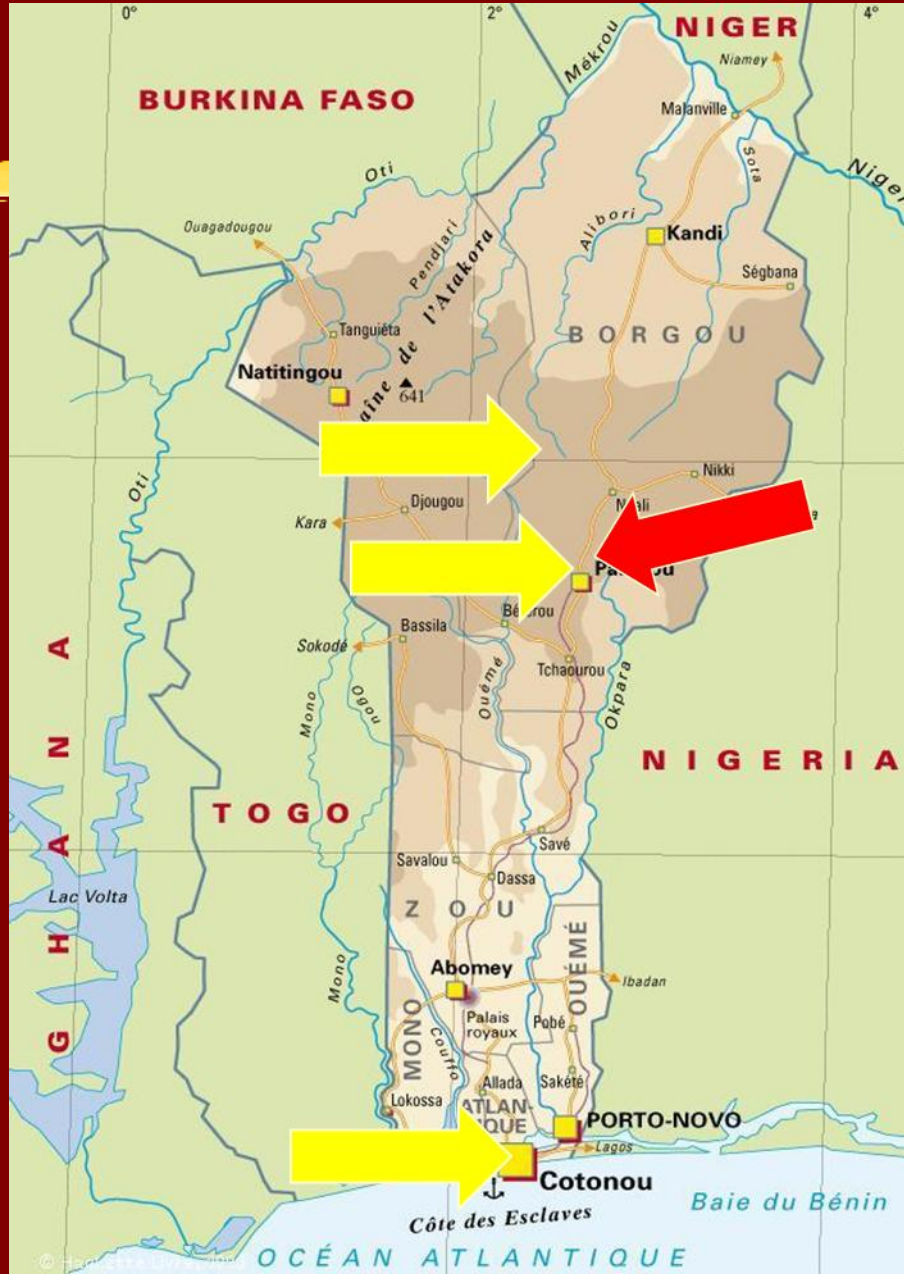 0°
2°
4°
NIGER
Niamey
Mékrou
BURKINA FASO
Malanville
Oti
Sota
Niger
Ouagadougou
Pendjari
Alibori
Kandi
Ségbana
Tanguiéta
de l'Atakora
BORGOU
Natitingou
641
Oti
Nikki
Djougou
Kara
Bassila
Sokodé
Tchaourou
Mono
Ogou
Ouémé
Okpara
GHANA
NIGERIA
TOGO
Savé
Savalou
Dassa
Lac Volta
ZOU
OUÉMÉ
Abomey
Ibadan
Mono
MONO
Palais
royaux
Pobé
Couffo
Allada
Sakété
Lokossa
PORTO-NOVO
Lagos
Cotonou
Baie du Bénin
Côte des Esclaves
OCÉAN ATLANTIQUE